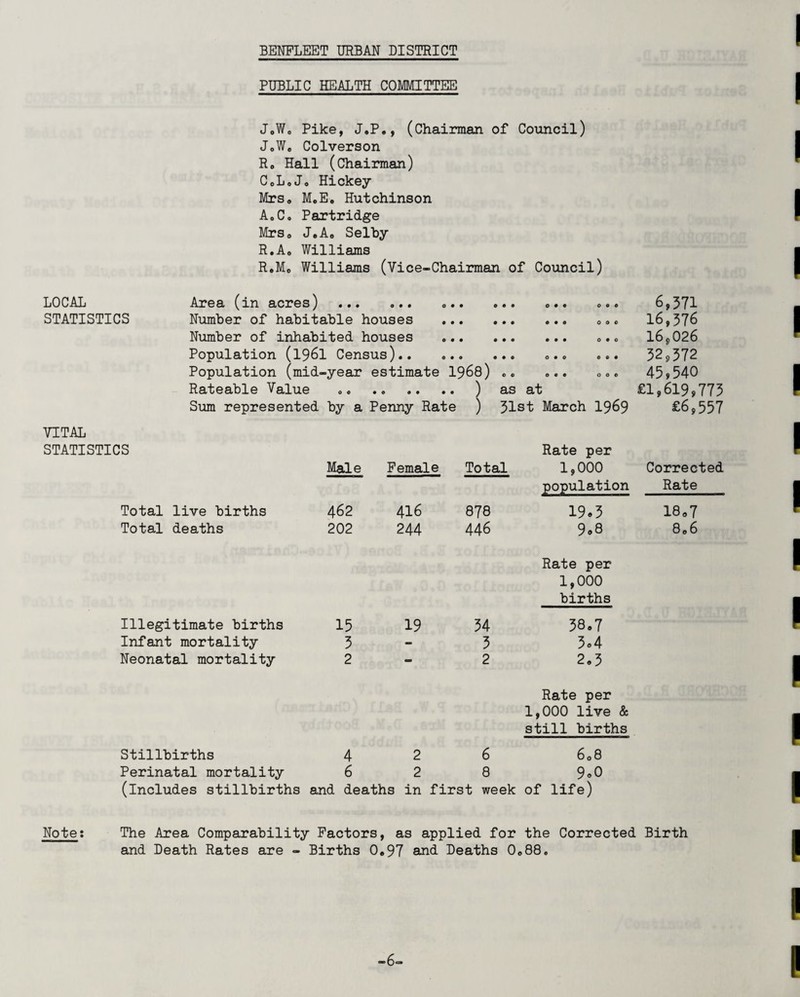 BENFLEET URBAN DISTRICT
PUBLIC HEALTH COMMITTEE
J.W. Pike, J.P., (Chairman of Council)
J.W. Colverson
R. Hall (Chairman)
C.L.J. Hickey
Mrs. M.E. Hutchinson
A.C. Partridge
Mrs. J.A. Selby
R.A. Williams
R.M. Williams (Vice-Chairman of Council)
LOCAL Area (in acres) ... ... ... ... ... ... 6,371
STATISTICS Number of habitable houses ... ... ... ... 16,376
Number of inhabited houses ... ... ... ... 16,026
Population (1961 Census).. ... ... ... ... 32,372
Population (mid-year estimate 1968) .. ... ... 45,540
Rateable Value .. .. .. .. ) as at £1,619,773
Sum represented by a Penny Rate ) 31st March 1969 £6,557
VITAL
STATISTICS Rate per
Male Female Total 1,000 Corrected
population Rate
Total live births 462 416 878 19.3 18.7
Total deaths 202 244 446 9.8 8.6
Rate per
1,000
births
Illegitimate births 15 19 34 38.7
Infant mortality 3 - 3 3.4
Neonatal mortality 2 - 2 2.3
Rate per
1,000 live &
still births
Stillbirths 4 2 6 6.8
Perinatal mortality 6 2 8 9.0
(Includes stillbirths and deaths in first week of life)
Note: The Area Comparability Factors, as applied for the Corrected Birth
and Death Rates are - Births 0.97 and Deaths 0.88.
-6-